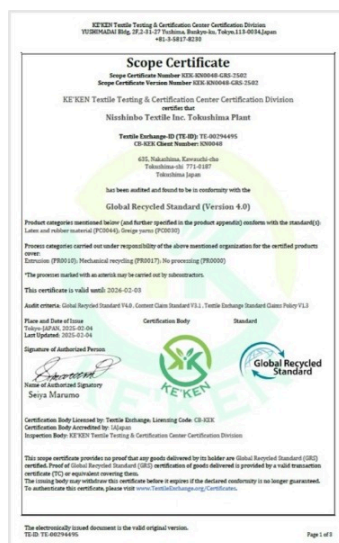 KE'KEN Textile Testing & Certification Center Certification Division
YUSHIMADAI Bldg. 2F,2-31-27 Yushima, Bunkyo-ku, Tokyo,113-0034,Japan
+81-3-5817-8230
Scope Certificate
Scope Certificate Number KEK-KN0048-GRS-2502
Scope Certificate Version Number KEK-KN0048-GRS-2502
KE'KEN Textile Testing & Certification Center Certification Division
certifies that
Nisshinbo Textile Inc. Tokushima Plant
Textile Exchange-ID (TE-ID): TE-00294495
CB-KEK Client Number: KN0048
635, Nakashima, Kawauchi-cho
Tokushima-shi 771-0187
Tokushima Japan
has been audited and found to be in conformity with the
Global Recycled Standard (Version 4.0)
Product categories mentioned below (and further specified in the product appendix) conform with the standard(s):
Latex and rubber material (PC0044); Greige yarns (PC0030)
Process categories carried out under responsibility of the above mentioned organization for the certified products
cover:
Extrusion (PR0010); Mechanical recycling (PR0017); No processing (PR0000)
*The processes marked with an asterisk may be carried out by subcontractors.
This certificate is valid until: 2026-02-03
Audit criteria: Global Recycled Standard V4.0 , Content Claim Standard V3.1 , Textile Exchange Standard Claims Policy V1.3
Place and Date of Issue
Certification Body
Standard
Tokyo-JAPAN, 2025-02-04
Last Updated: 2025-02-04
Signature of Authorized Person
KE'KEN
Global Recycled
Standard
Name of Authorized Signatory
Seiya Marumo
Certification Body Licensed by: Textile Exchange; Licensing Code: CB-KEK
Certification Body Accredited by: IAJapan
Inspection Body: KE'KEN Textile Testing & Certification Center Certification Division
This scope certificate provides no proof that any goods delivered by its holder are Global Recycled Standard (GRS)
certified. Proof of Global Recycled Standard (GRS) certification of goods delivered is provided by a valid transaction
certificate (TC) or equivalent covering them.
The issuing body may withdraw this certificate before it expires if the declared conformity is no longer guaranteed.
To authenticate this certificate, please visit www.TextileExchange.org/Certificates.
The electronically issued document is the valid original version.
TE-ID: TE-00294495
Page 1 of 3